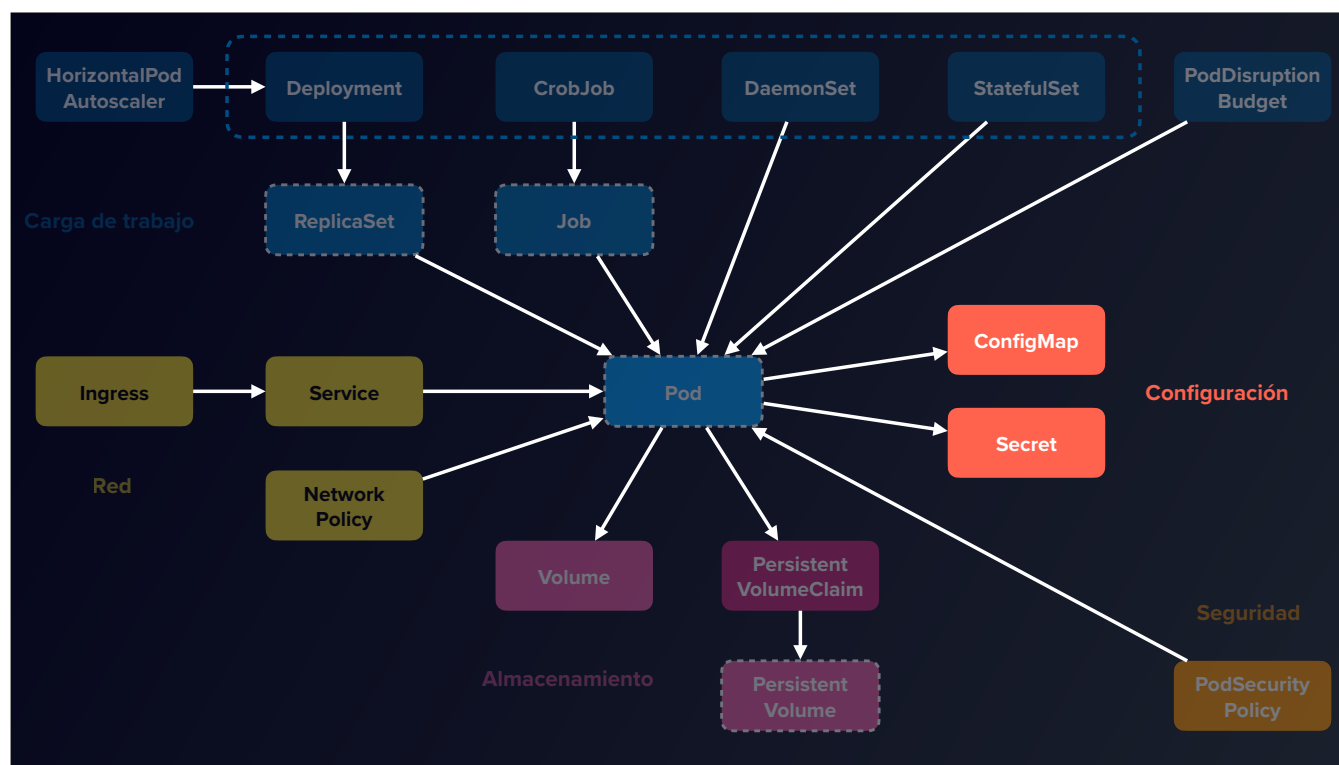 HorizontalPod
Autoscaler
Deployment
CrobJob
DaemonSet
StatefulSet
PodDisruption
Budget
Carga de trabajo
ReplicaSet
Job
ConfigMap
Ingress
Service
Pod
Configuración
Secret
Red
Network
Policy
Volume
Persistent
VolumeClaim
Seguridad
Almacenamiento
Persistent
Volume
PodSecurity
Policy